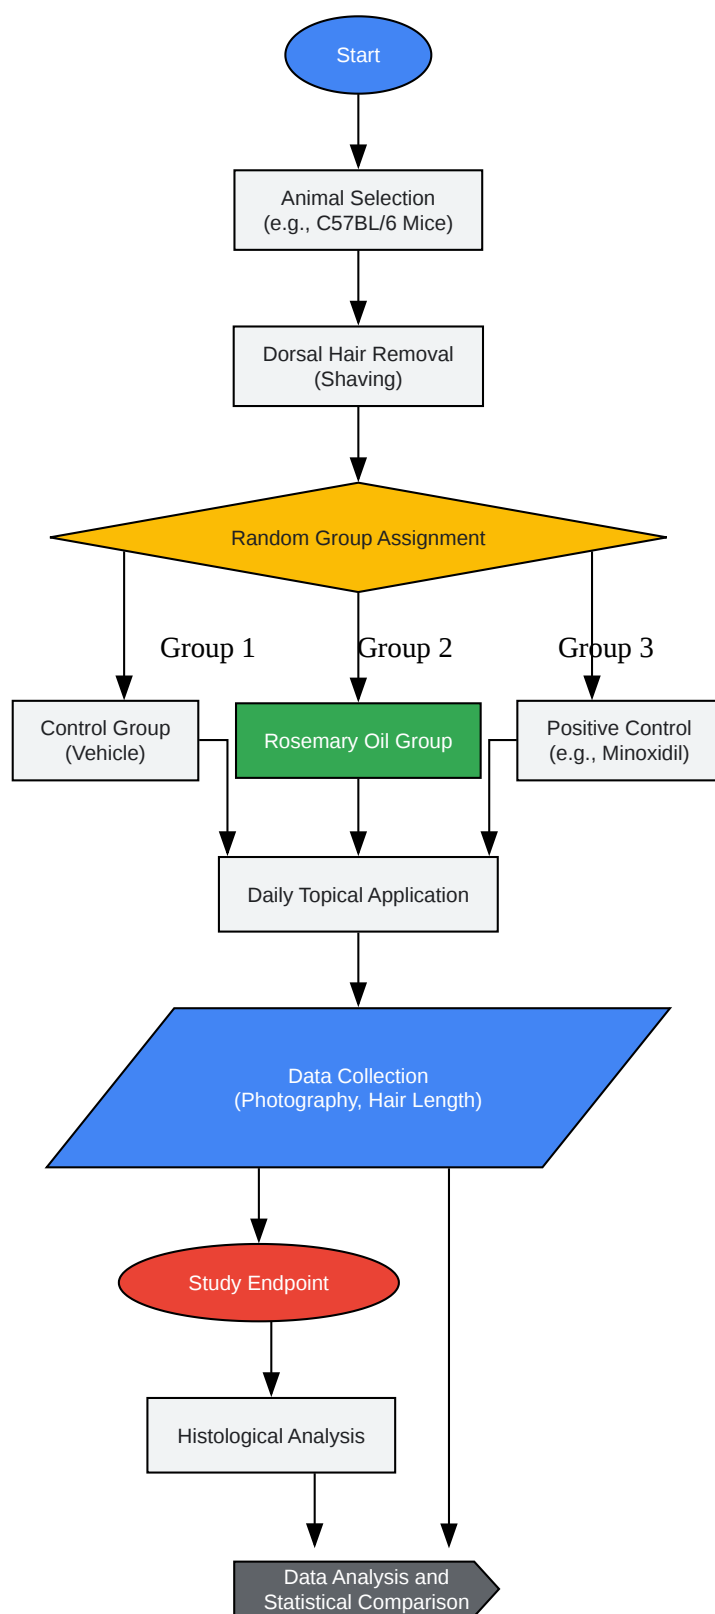 Start
Animal Selection
(e.g., C57BL/6 Mice)
Dorsal Hair Removal
(Shaving)
Random Group Assignment
Group 1
Group 2
Group 3
Control Group
(Vehicle)
Rosemary Oil Group
Positive Control
(e.g., Minoxidil)
Daily Topical Application
Data Collection
(Photography, Hair Length)
Study Endpoint
Histological Analysis
Data Analysis and
Statistical Comparison